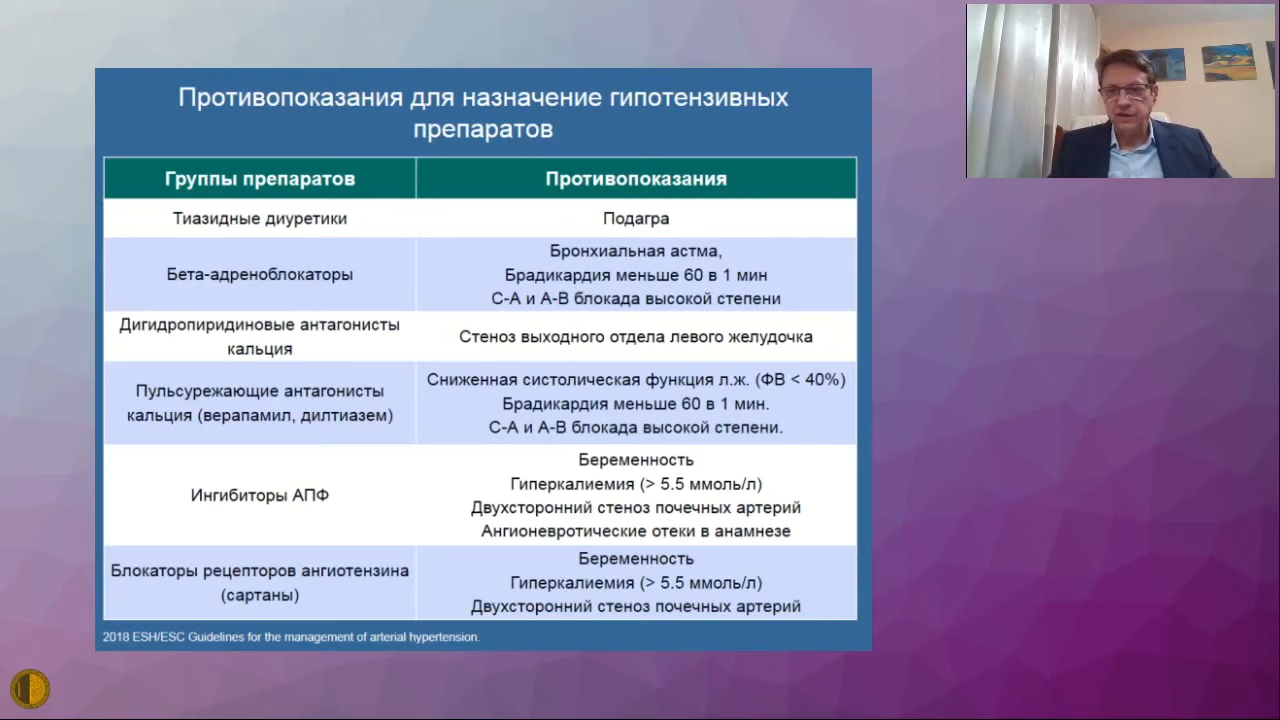 Противопоказания для назначение гипотензивных
препаратов
Группы препаратов
Противопоказания
Тиазидные диуретики
Подагра
Бета-адреноблокаторы
Бронхиальная астма,
Брадикардия меньше 60 в 1 мин
С-А и А-В блокада высокой степени
Дигидропиридиновые антагонисты
кальция
Стеноз выходного отдела левого желудочка
Пульсурежающие антагонисты
кальция (верапамил, дилтиазем)
Сниженная систолическая функция л.ж. (ФВ < 40%)
Брадикардия меньше 60 в 1 мин.
С-А и А-В блокада высокой степени.
Ингибиторы АПФ
Беременность
Гиперкалиемия (> 5.5 ммоль/л)
Двухсторонний стеноз почечных артерий
Ангионевротические отеки в анамнезе
Блокаторы рецепторов ангиотензина
(сартаны)
Беременность
Гиперкалиемия (> 5.5 ммоль/л)
Двухсторонний стеноз почечных артерий
2018 ESH/ESC Guidelines for the management of arterial hypertension.